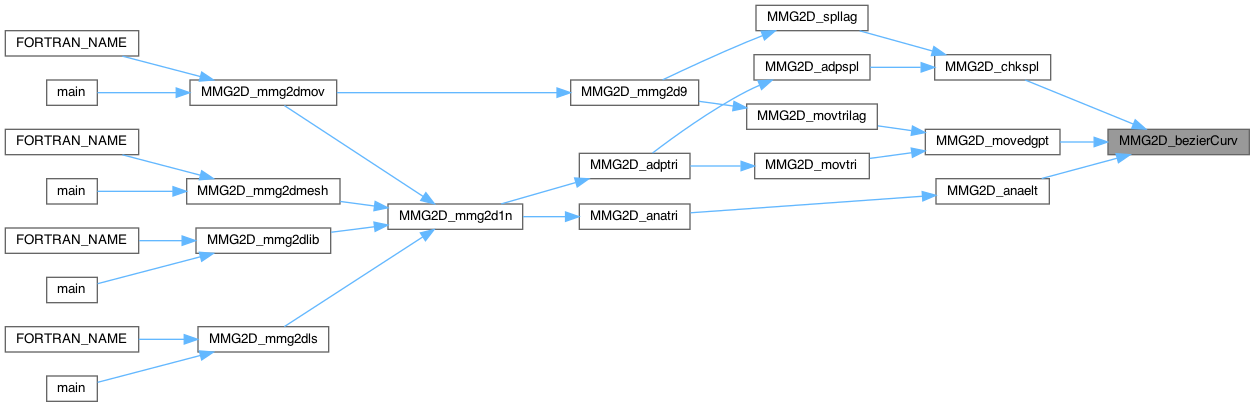 MMG2D_spllag
FORTRAN_NAME
MMG2D_adpspl
MMG2D_chkspl
main
MMG2D_mmg2dmov
MMG2D_mmg2d9
MMG2D_movtrilag
FORTRAN_NAME
MMG2D_movedgpt
MMG2D_bezierCurv
MMG2D_adptri
MMG2D_movtri
main
MMG2D_mmg2dmesh
MMG2D_anaelt
MMG2D_mmg2d1n
MMG2D_anatri
FORTRAN_NAME
MMG2D_mmg2dlib
main
FORTRAN_NAME
MMG2D_mmg2dls
main